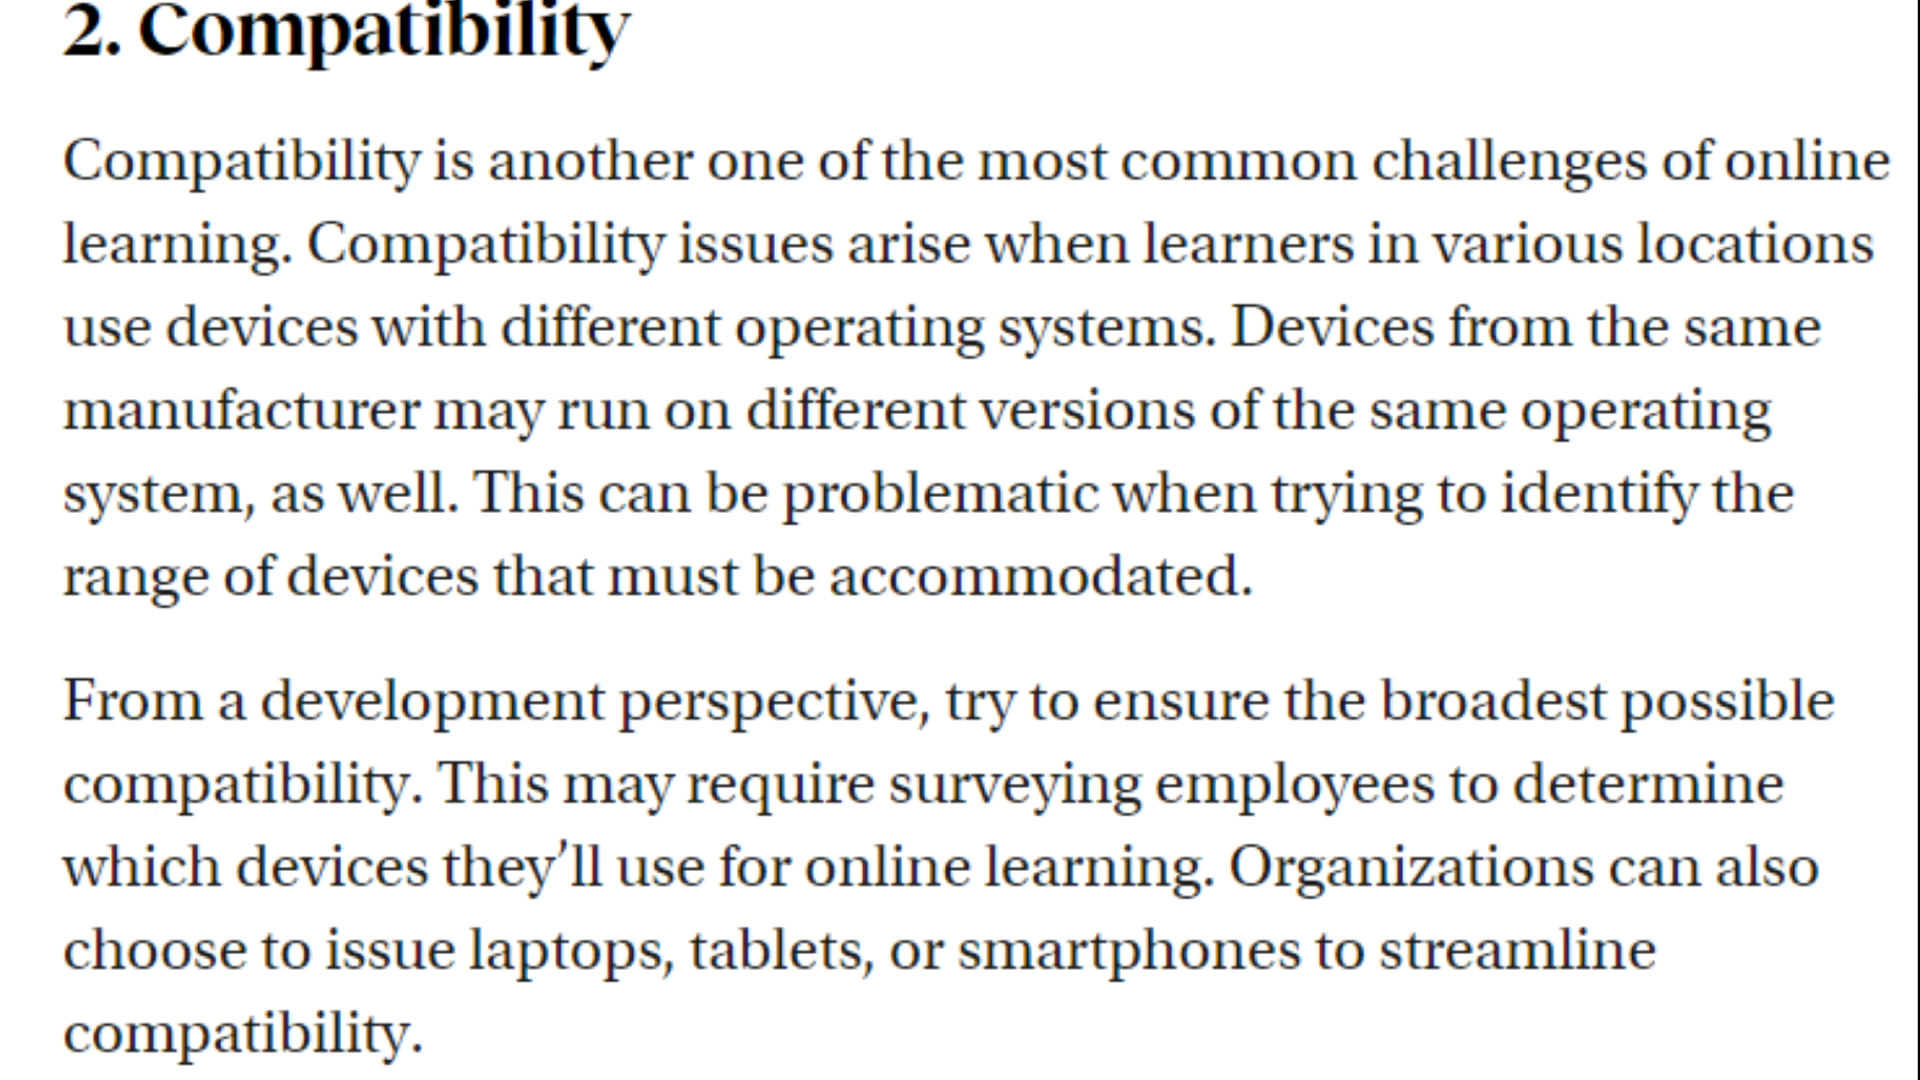 2. Compatibility
Compatibility is another one of the most common challenges of online
learning. Compatibility issues arise when learners in various locations
use devices with different operating systems. Devices from the same
manufacturer may run on different versions of the same operating
system, as well. This can be problematic when trying to identify the
range of devices that must be accommodated.
From a development perspective, try to ensure the broadest possible
compatibility. This may require surveying employees to determine
which devices they’ll use for online learning. Organizations can also
choose to issue laptops, tablets, or smartphones to streamline
compatibility.